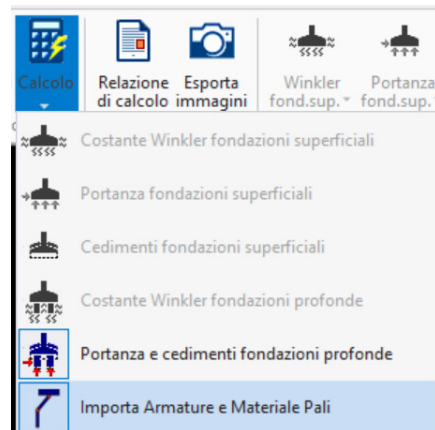 Calcolo
Relazione
di calcolo
Esporta
immagini
Winkler
fond.sup.
Portanza
fond.sup.
Costante Winkler fondazioni superficiali
Portanza fondazioni superficiali
Cedimenti fondazioni superficiali
Costante Winkler fondazioni profonde
Portanza e cedimenti fondazioni profonde
Importa Armature e Materiale Pali